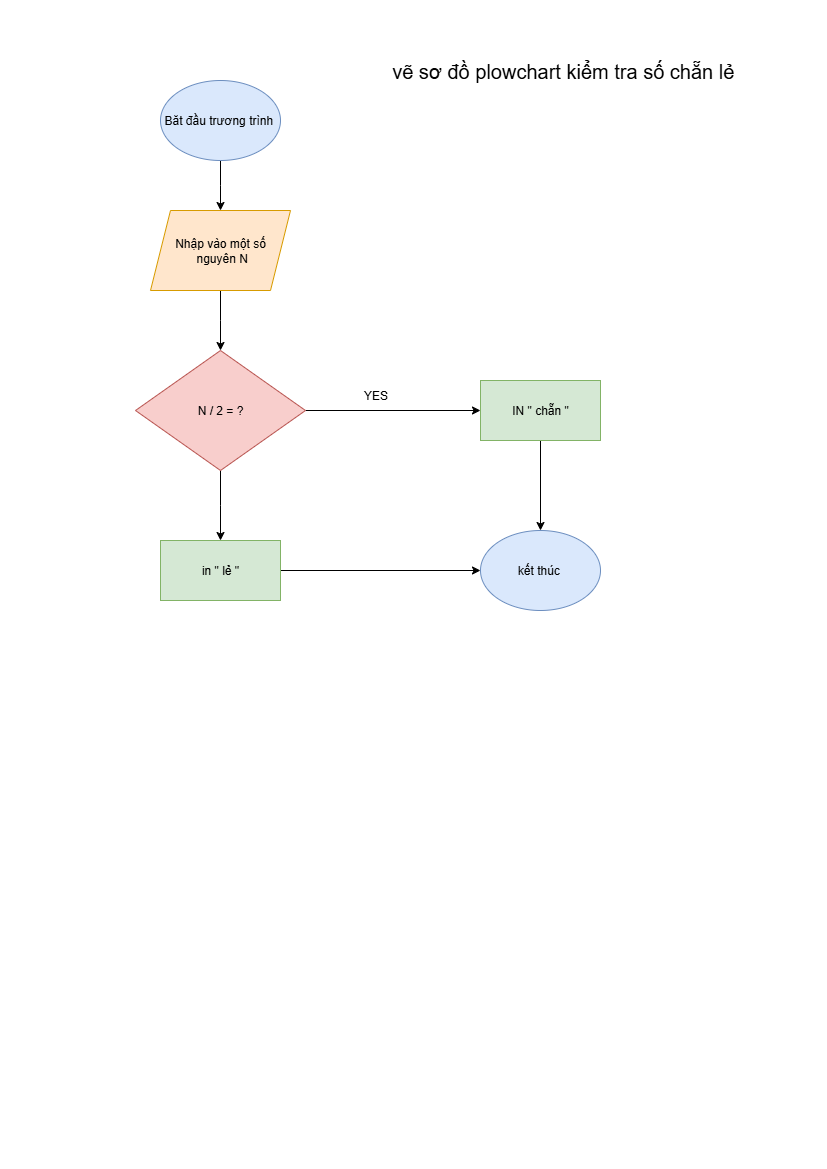 vẽ sơ đồ plowchart kiểm tra số chẵn lẻ
Băt đầu trương trình
Nhập vào một số
nguyên N
N / 2 = ?
YES
IN " chẵn "
in " lẻ "
kết thúc